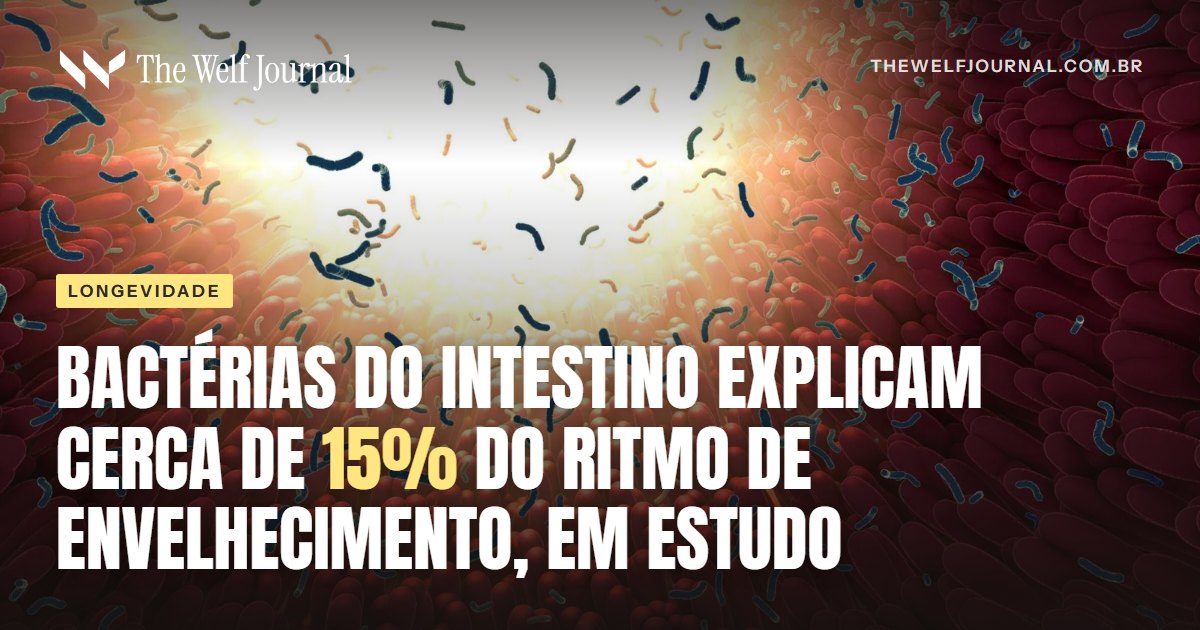 The Welf Journal
THEWELFJOURNAL.COM.BR
LONGEVIDADE
BACTÉRIAS DO INTESTINO EXPLICAM
CERCA DE 15% DO RITMO DE
ENVELHECIMENTO, EM ESTUDO